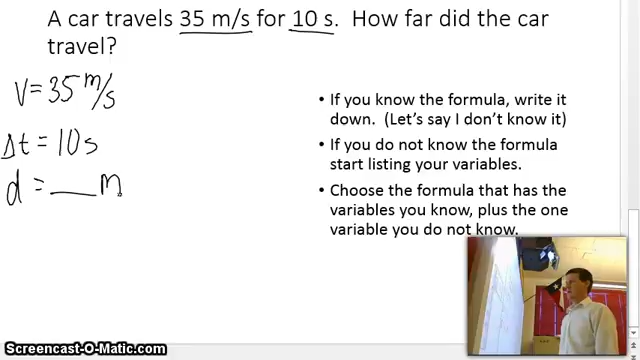 A car travels 35 m/s for 10 s. How far did the car
travel?
V = 35 m/s
Δt = 10s
d = ___ m
• If you know the formula, write it
down. (Let's say I don't know it)
• If you do not know the formula
start listing your variables.
• Choose the formula that has the
variables you know, plus the one
variable you do not know.
Screencast-O-Matic.com